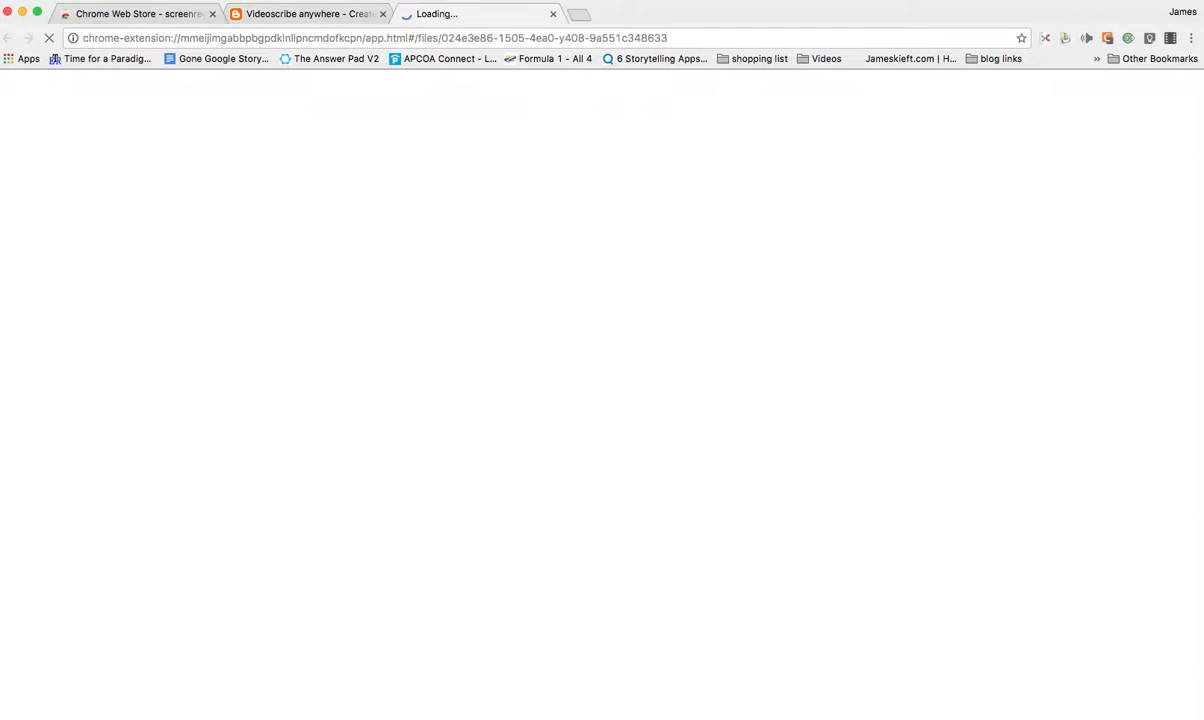 Chrome Web Store - screenre
Videoscribe anywhere - Create
Loading...
James
chrome-extension://mmeijimgabbpbgpdklnllpncmdofkcpn/app.html#/files/024e3e86-1505-4ea0-y408-9a551c348633
Apps
Time for a Paradig...
Gone Google Story...
The Answer Pad V2
APCOA Connect - L...
Formula 1 - All 4
6 Storytelling Apps...
shopping list
Videos
Jameskieft.com | H...
blog links
»
Other Bookmarks